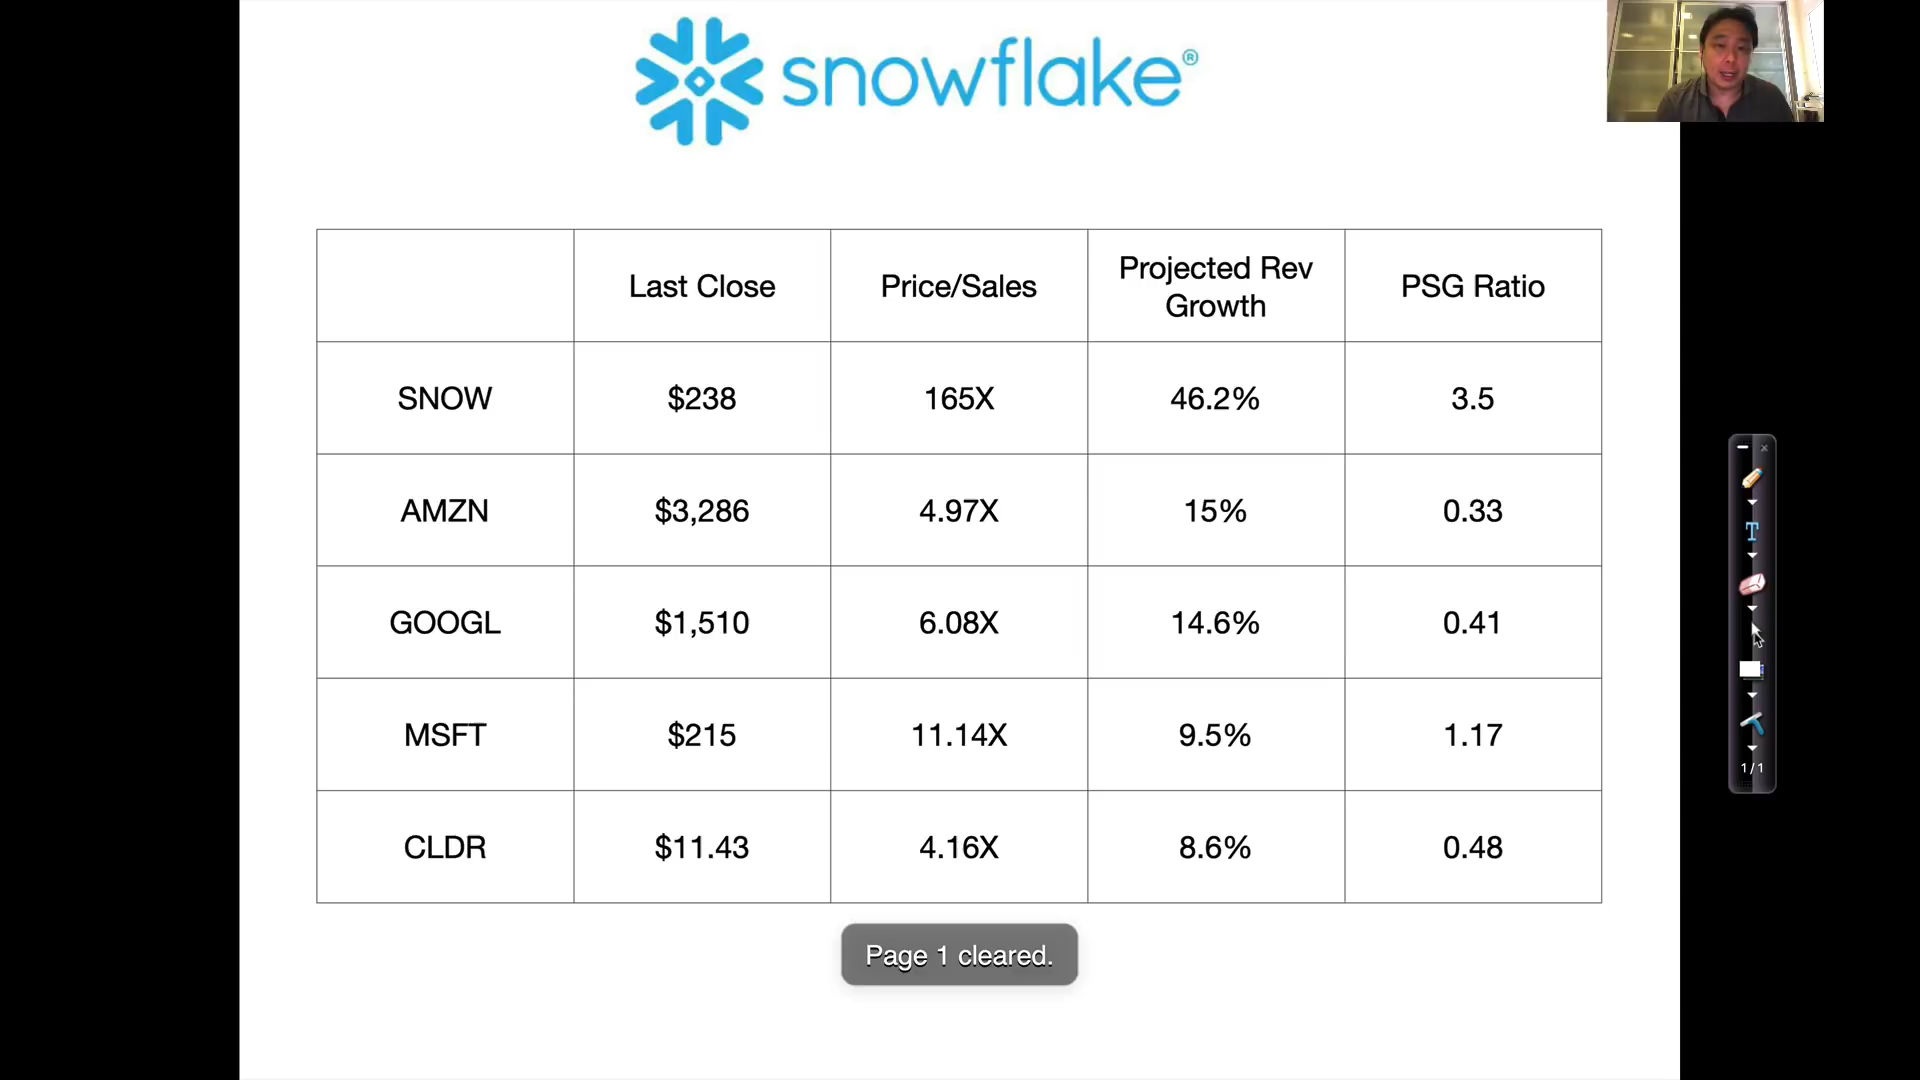 snowflake®
Last Close
Price/Sales
Projected Rev
Growth
PSG Ratio
SNOW
$238
165X
46.2%
3.5
AMZN
$3,286
4.97X
15%
0.33
GOOGL
$1,510
6.08X
14.6%
0.41
MSFT
$215
11.14X
9.5%
1.17
CLDR
$11.43
4.16X
8.6%
0.48
Page 1 cleared.
T
1/1